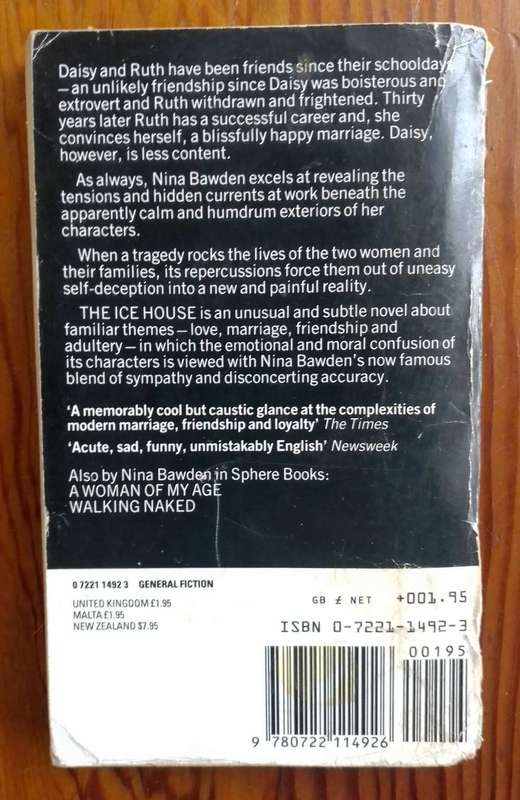 Daisy and Ruth have been friends since their schooldays
– an unlikely friendship since Daisy was boisterous and
extrovert and Ruth withdrawn and frightened. Thirty
years later Ruth has a successful career and, she
convinces herself, a blissfully happy marriage. Daisy,
however, is less content.
As always, Nina Bawden excels at revealing the
tensions and hidden currents at work beneath the
apparently calm and humdrum exteriors of her
characters.
When a tragedy rocks the lives of the two women and
their families, its repercussions force them out of uneasy
self-deception into a new and painful reality.
THE ICE HOUSE is an unusual and subtle novel about
familiar themes – love, marriage, friendship and
adultery – in which the emotional and moral confusion of
its characters is viewed with Nina Bawden's now famous
blend of sympathy and disconcerting accuracy.
'A memorably cool but caustic glance at the complexities of
modern marriage, friendship and loyalty' The Times
'Acute, sad, funny, unmistakably English' Newsweek
Also by Nina Bawden in Sphere Books:
A WOMAN OF MY AGE
WALKING NAKED
0 7221 1492 3 GENERAL FICTION
UNITED KINGDOM £1.95
MALTA £1.95
NEW ZEALAND $7.95
GB £ NET +001.95
ISBN 0-7221-1492-3
00195
9 780722 114926